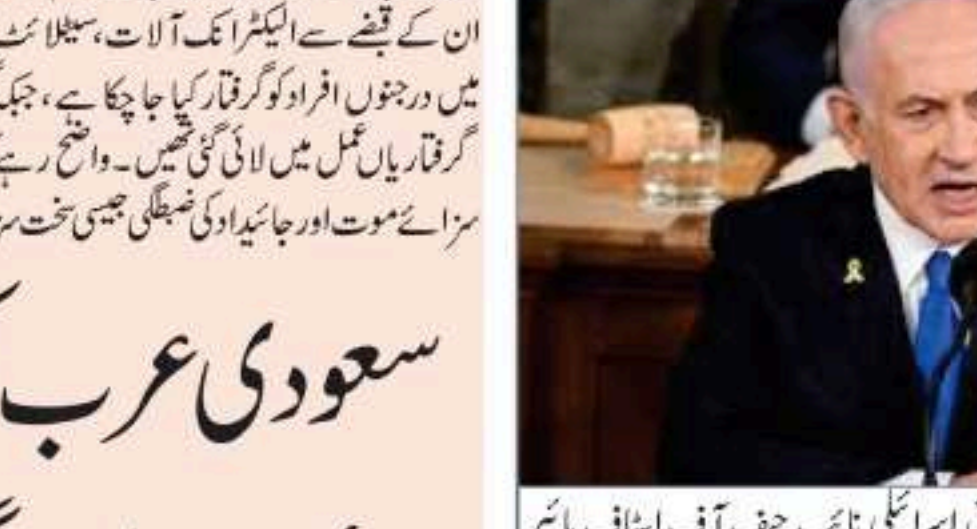 ان کے قبضے سے الیکٹرانک آلات، سیٹلائٹ
میں درجنوں افراد کو گرفتار کیا جا چکا ہے، جبکہ
گرفتاریاں عمل میں لائی گئی تھیں۔ واضح رہے
سزائے موت اور جائیداد کی ضبطگی جیسی سخت
سعودی عرب
اسرائیلی نائب چیف آف اسٹاف